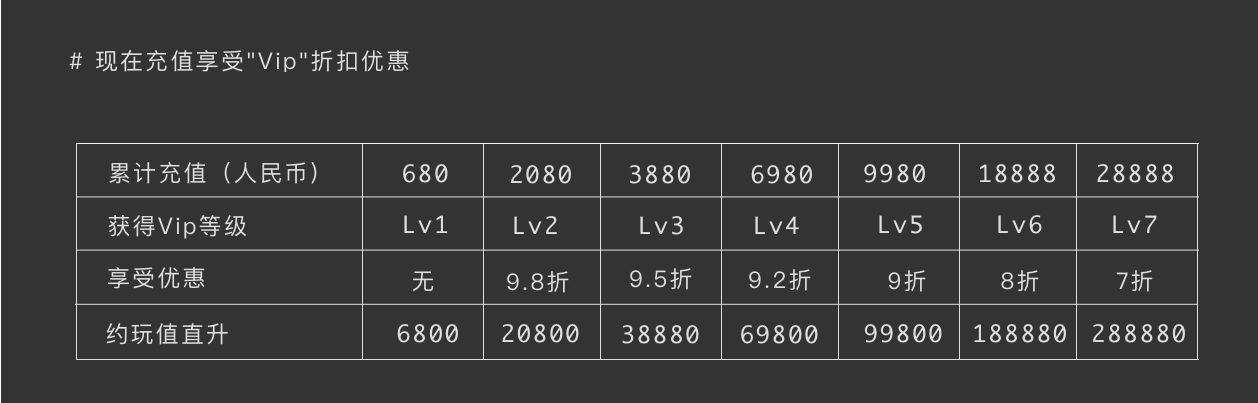 # 现在充值享受"Vip"折扣优惠
累计充值（人民币） 680 2080 3880 6980 9980 18888 28888
获得Vip等级 Lv1 Lv2 Lv3 Lv4 Lv5 Lv6 Lv7
享受优惠 无 9.8折 9.5折 9.2折 9折 8折 7折
约玩值直升 6800 20800 38880 69800 99800 188880 288880